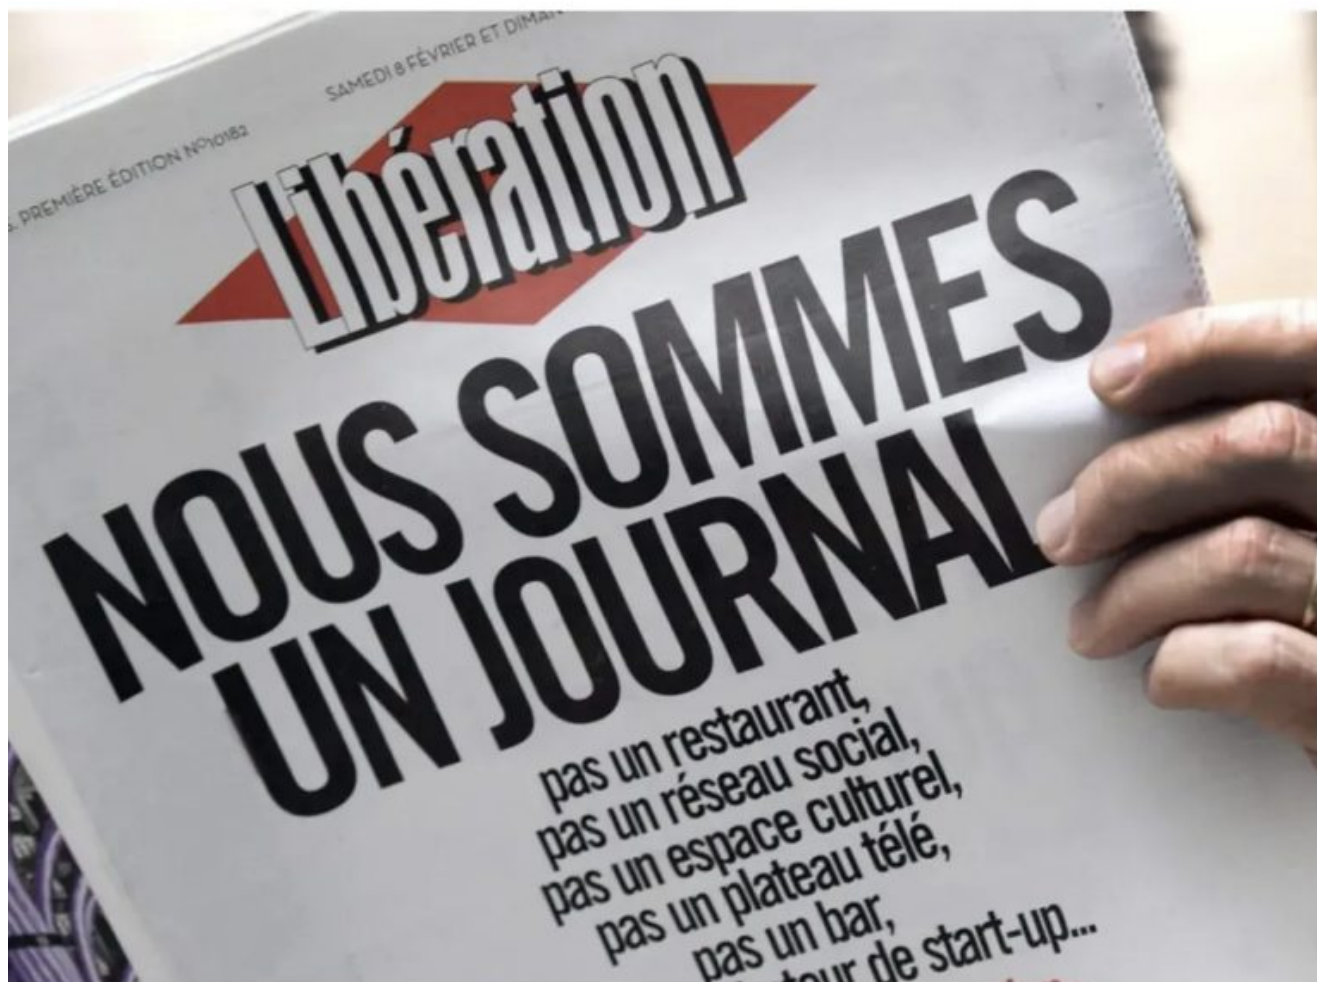 PREMIÈRE ÉDITION Nº10182
SAMEDI 8 FÉVRIER ET
Libération
NOUS SOMMES
UN JOURNAL
pas un restaurant,
pas un réseau social,
pas un espace culturel,
pas un plateau télé,
pas un bar,
de start-up...